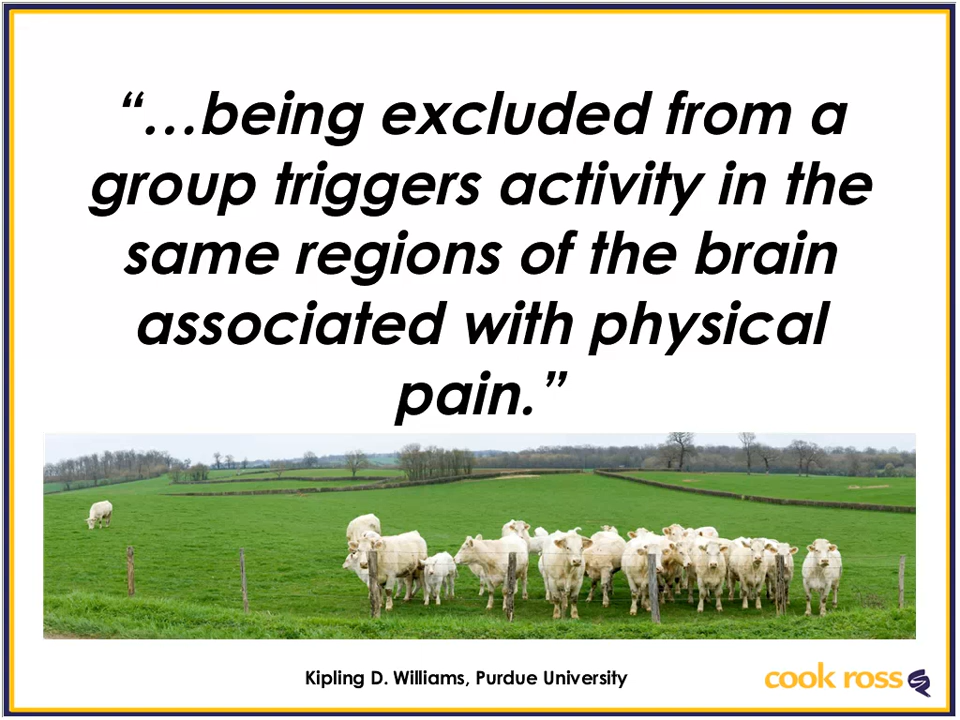 “...being excluded from a
group triggers activity in the
same regions of the brain
associated with physical
pain.”
Kipling D. Williams, Purdue University
cook ross